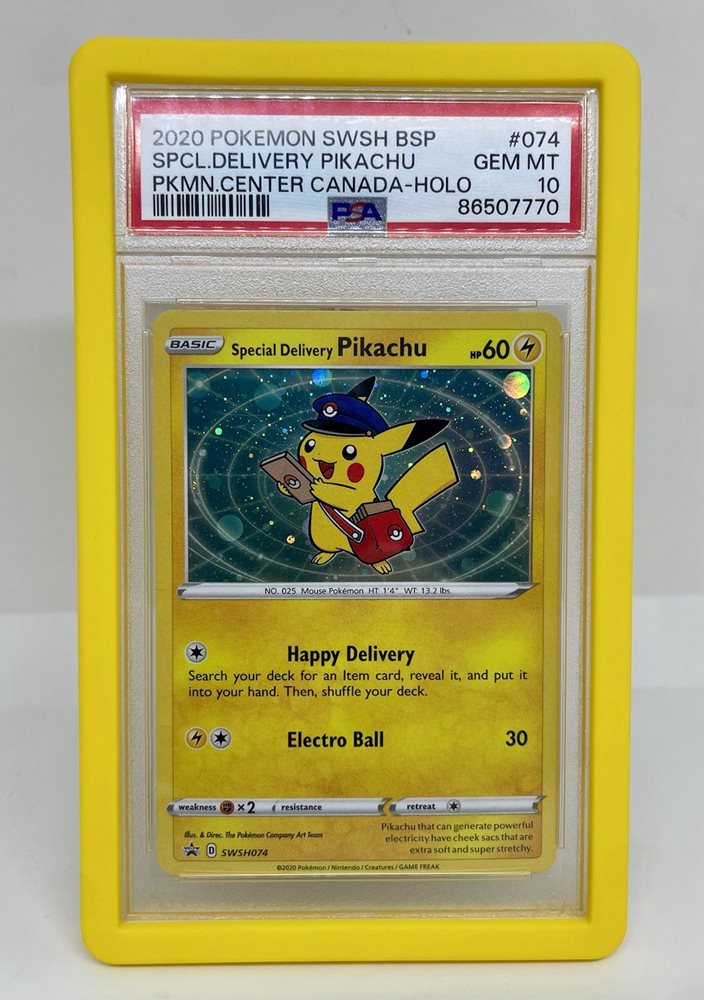 2020 POKEMON SWSH BSP #074
SPCL.DELIVERY PIKACHU GEM MT
PKMN.CENTER CANADA-HOLO 10
PSA 86507770
BASIC Special Delivery Pikachu HP60
NO. 025 Mouse Pokémon HT: 1'4" WT: 13.2 lbs.
Happy Delivery
Search your deck for an Item card, reveal it, and put it
into your hand. Then, shuffle your deck.
Electro Ball 30
weakness ×2 resistance retreat
Illus. & Direc. The Pokémon Company Art Team
Pikachu that can generate powerful
electricity have cheek sacs that are
extra soft and super stretchy.
D SWSH074
©2020 Pokémon / Nintendo / Creatures / GAME FREAK